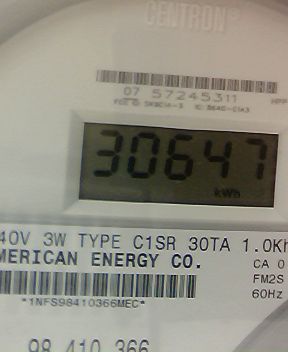 CENTRON®
07 57245311
30647
kWh
40V 3W TYPE C1SR 30TA 1.0Kh
MERICAN ENERGY CO.
CA 0
FM2S
60Hz
*1NFS98410366MEC*
98 410 366